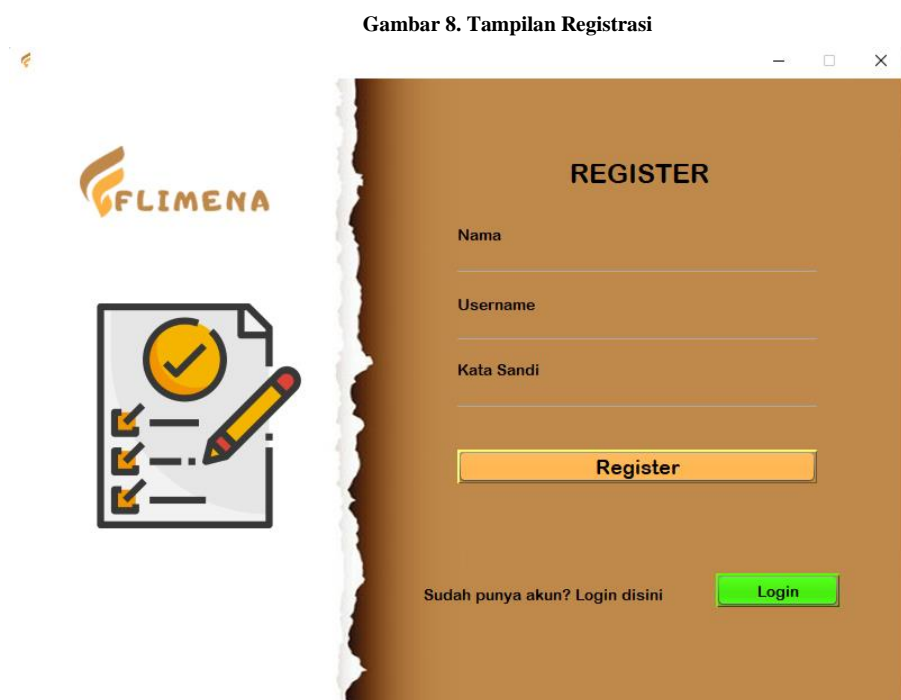 Gambar 8. Tampilan Registrasi
FLIMENA
REGISTER
Nama
Username
Kata Sandi
Register
Sudah punya akun? Login disini
Login